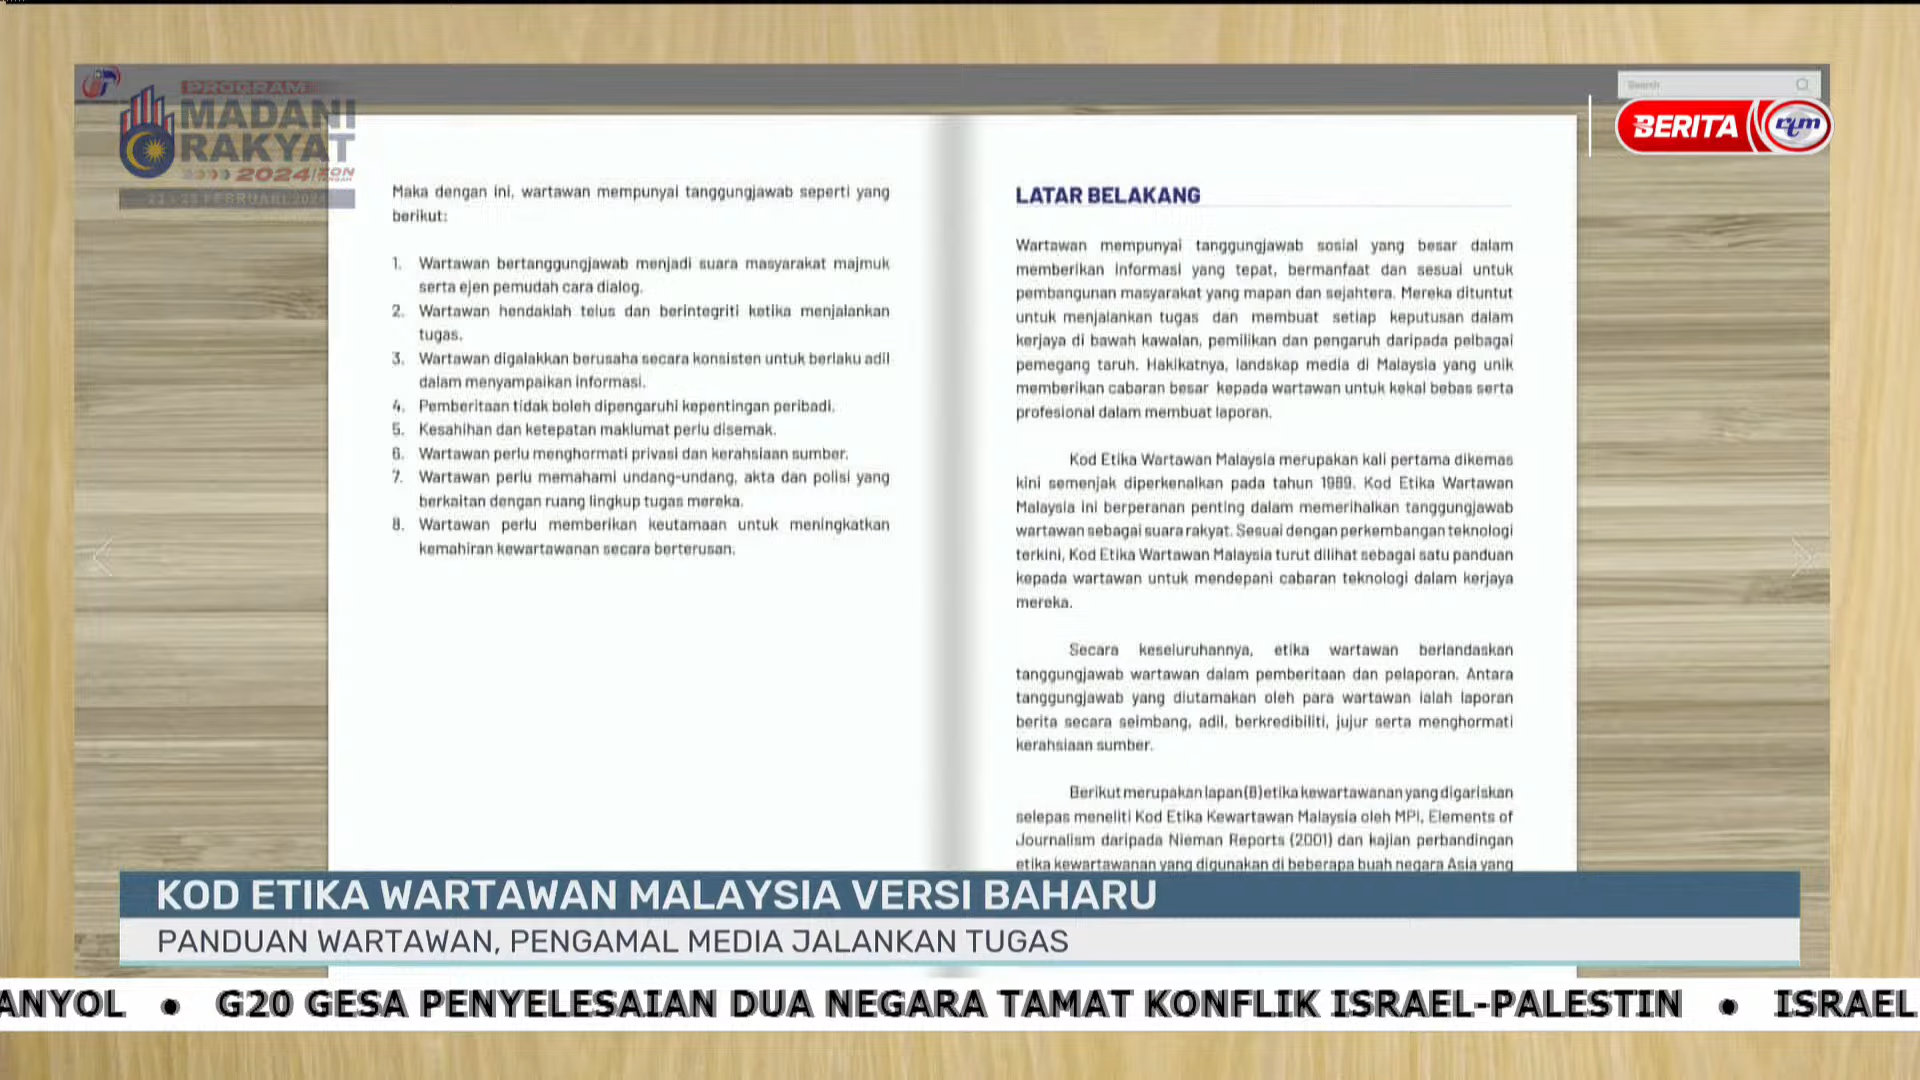 PROGRAM
MADANI
RAKYAT
2024 ZON TENGAH
Search
BERITA rtm
Maka dengan ini, wartawan mempunyai tanggungjawab seperti yang
berikut:
1. Wartawan bertanggungjawab menjadi suara masyarakat majmuk
serta ejen pemudah cara dialog.
2. Wartawan hendaklah telus dan berintegriti ketika menjalankan
tugas.
3. Wartawan digalakkan berusaha secara konsisten untuk berlaku adil
dalam menyampaikan informasi.
4. Pemberitaan tidak boleh dipengaruhi kepentingan peribadi.
5. Kesahihan dan ketepatan maklumat perlu disemak.
6. Wartawan perlu menghormati privasi dan kerahsiaan sumber.
7. Wartawan perlu memahami undang-undang, akta dan polisi yang
berkaitan dengan ruang lingkup tugas mereka.
8. Wartawan perlu memberikan keutamaan untuk meningkatkan
kemahiran kewartawanan secara berterusan.
LATAR BELAKANG
Wartawan mempunyai tanggungjawab sosial yang besar dalam
memberikan informasi yang tepat, bermanfaat dan sesuai untuk
pembangunan masyarakat yang mapan dan sejahtera. Mereka dituntut
untuk menjalankan tugas dan membuat setiap keputusan dalam
kerjaya di bawah kawalan, pemilikan dan pengaruh daripada pelbagai
pemegang taruh. Hakikatnya, landskap media di Malaysia yang unik
memberikan cabaran besar kepada wartawan untuk kekal bebas serta
profesional dalam membuat laporan.
Kod Etika Wartawan Malaysia merupakan kali pertama dikemas
kini semenjak diperkenalkan pada tahun 1989. Kod Etika Wartawan
Malaysia ini berperanan penting dalam memerihalkan tanggungjawab
wartawan sebagai suara rakyat. Sesuai dengan perkembangan teknologi
terkini, Kod Etika Wartawan Malaysia turut dilihat sebagai satu panduan
kepada wartawan untuk mendepani cabaran teknologi dalam kerjaya
mereka.
Secara keseluruhannya, etika wartawan berlandaskan
tanggungjawab wartawan dalam pemberitaan dan pelaporan. Antara
tanggungjawab yang diutamakan oleh para wartawan ialah laporan
berita secara seimbang, adil, berkredibiliti, jujur serta menghormati
kerahsiaan sumber.
Berikut merupakan lapan (8) etika kewartawanan yang digariskan
selepas meneliti Kod Etika Kewartawan Malaysia oleh MPI, Elements of
Journalism daripada Nieman Reports (2001) dan kajian perbandingan
etika kewartawanan yang digunakan di beberapa buah negara Asia yang
KOD ETIKA WARTAWAN MALAYSIA VERSI BAHARU
PANDUAN WARTAWAN, PENGAMAL MEDIA JALANKAN TUGAS
ANYOL • G20 GESA PENYELESAIAN DUA NEGARA TAMAT KONFLIK ISRAEL-PALESTIN • ISRAEL